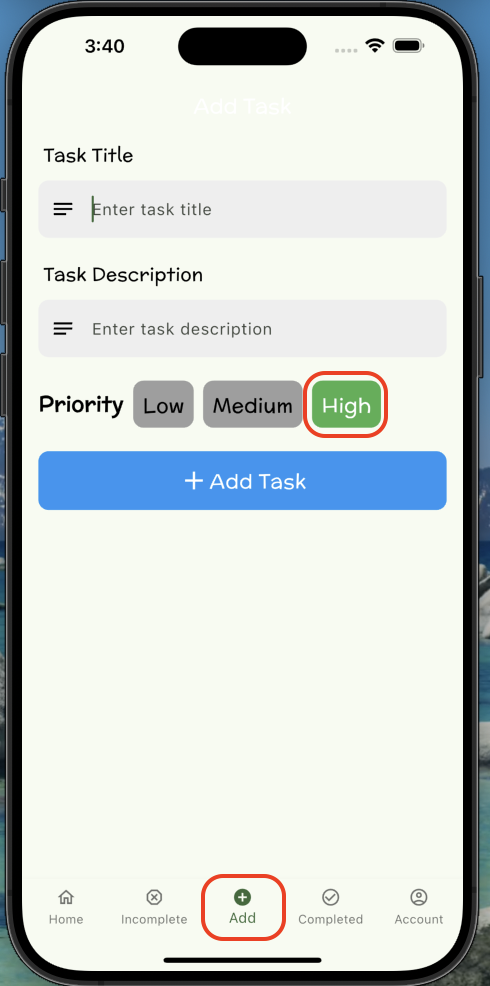 3:40
Add Task
Task Title
Enter task title
Task Description
Enter task description
Priority Low Medium High
+ Add Task
Home Incomplete Add Completed Account